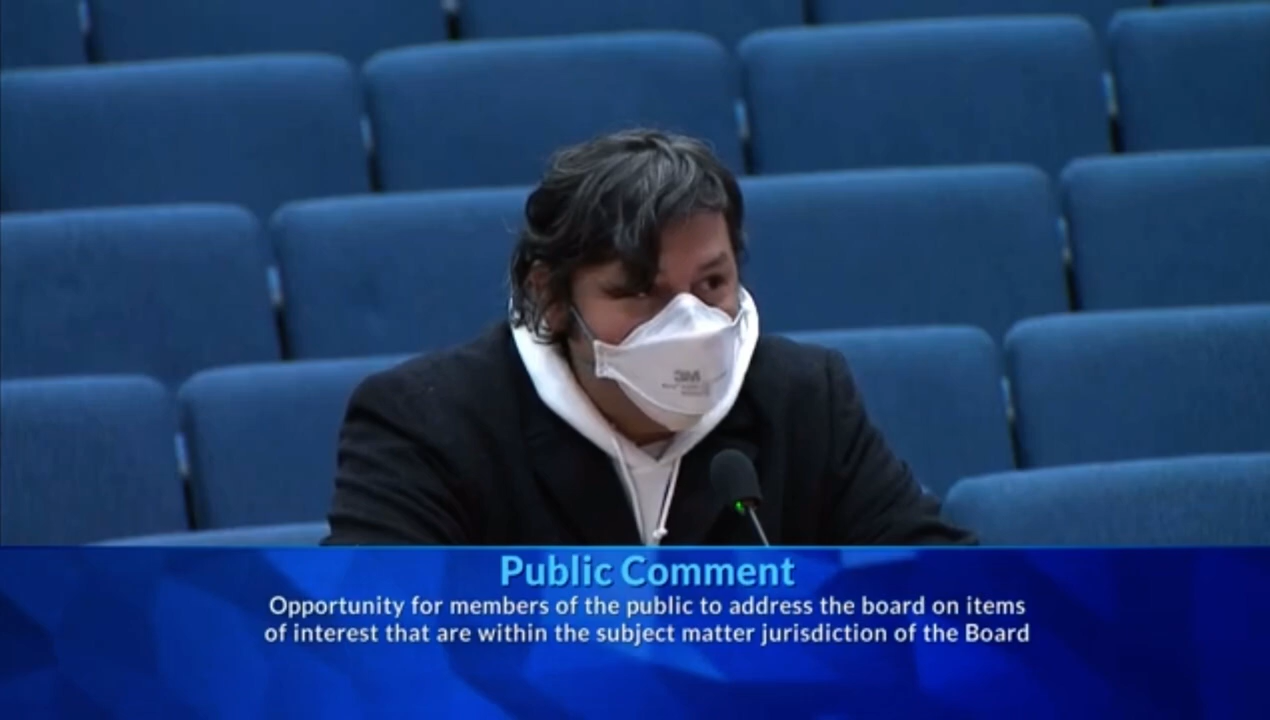 3M
Public Comment
Opportunity for members of the public to address the board on items
of interest that are within the subject matter jurisdiction of the Board